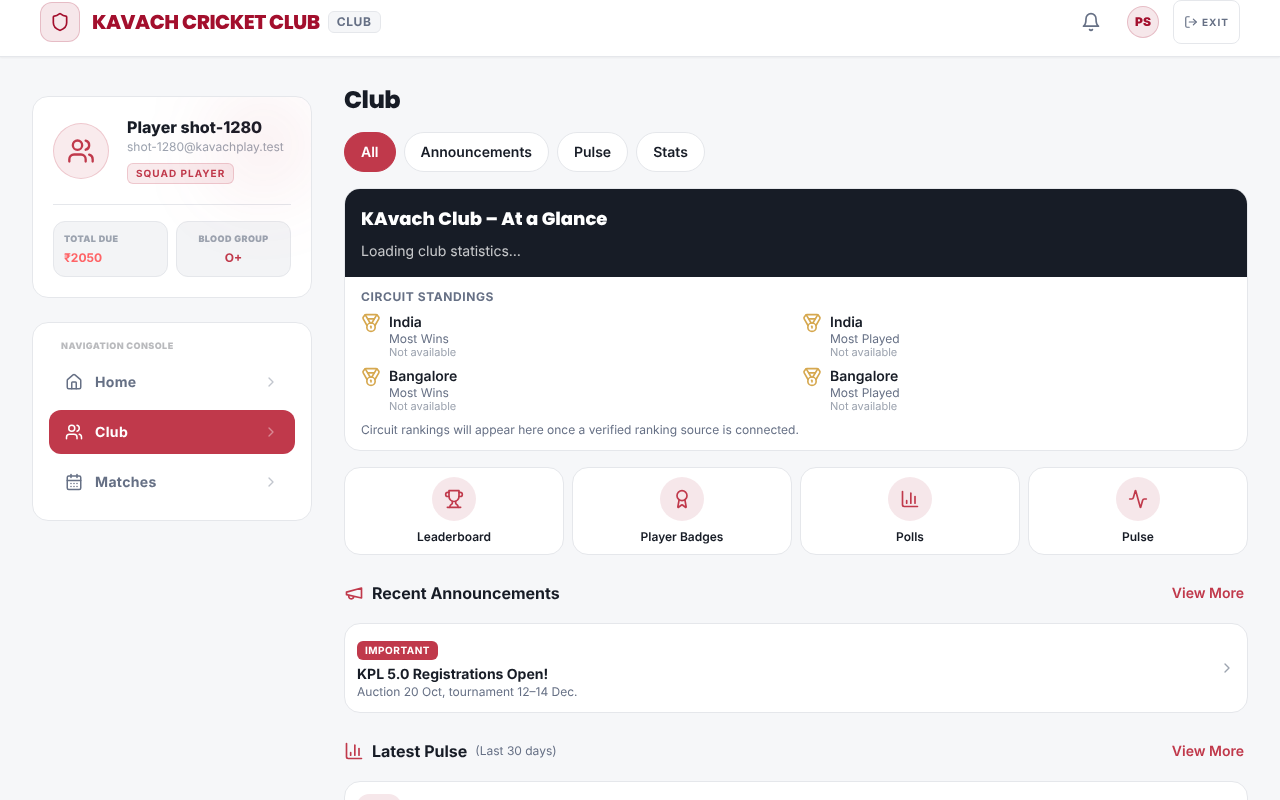 KAVACH CRICKET CLUB CLUB
PS EXIT
Player shot-1280
shot-1280@kavachplay.test
SQUAD PLAYER
TOTAL DUE
₹2050
BLOOD GROUP
O+
NAVIGATION CONSOLE
Home
Club
Matches
Club
All Announcements Pulse Stats
KAvach Club – At a Glance
Loading club statistics...
CIRCUIT STANDINGS
India
Most Wins
Not available
India
Most Played
Not available
Bangalore
Most Wins
Not available
Bangalore
Most Played
Not available
Circuit rankings will appear here once a verified ranking source is connected.
Leaderboard
Player Badges
Polls
Pulse
Recent Announcements View More
IMPORTANT
KPL 5.0 Registrations Open!
Auction 20 Oct, tournament 12–14 Dec.
Latest Pulse (Last 30 days) View More